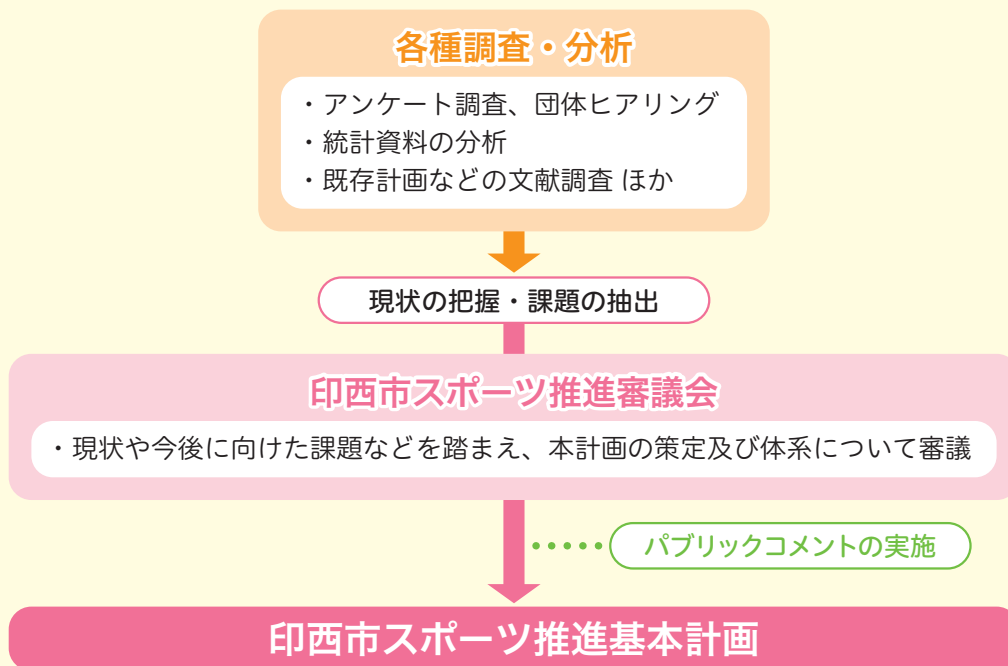 各種調査・分析
・アンケート調査、団体ヒアリング
・統計資料の分析
・既存計画などの文献調査 ほか
現状の把握・課題の抽出
印西市スポーツ推進審議会
・現状や今後に向けた課題などを踏まえ、本計画の策定及び体系について審議
パブリックコメントの実施
印西市スポーツ推進基本計画